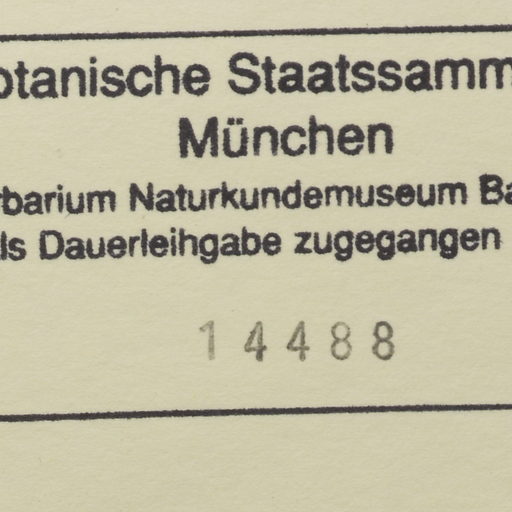 otanische Staatssamm
München
rbarium Naturkundemuseum Ba
ls Dauerleihgabe zugegangen
14488